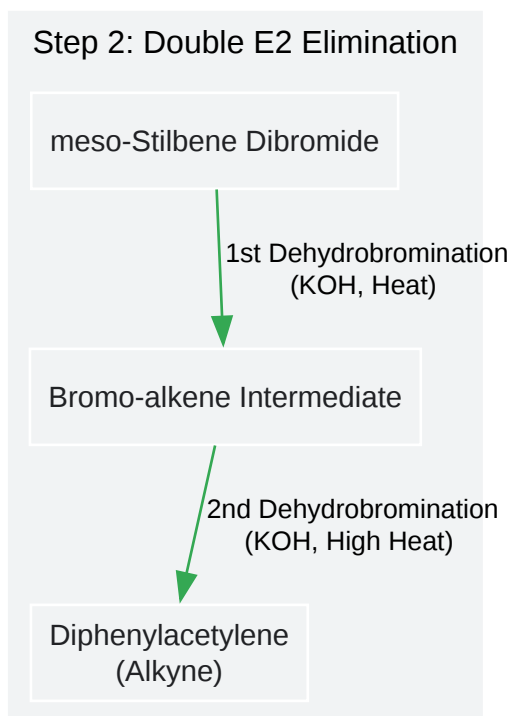 Step 2: Double E2 Elimination
meso-Stilbene Dibromide
1st Dehydrobromination
(KOH, Heat)
Bromo-alkene Intermediate
2nd Dehydrobromination
(KOH, High Heat)
Diphenylacetylene
(Alkyne)